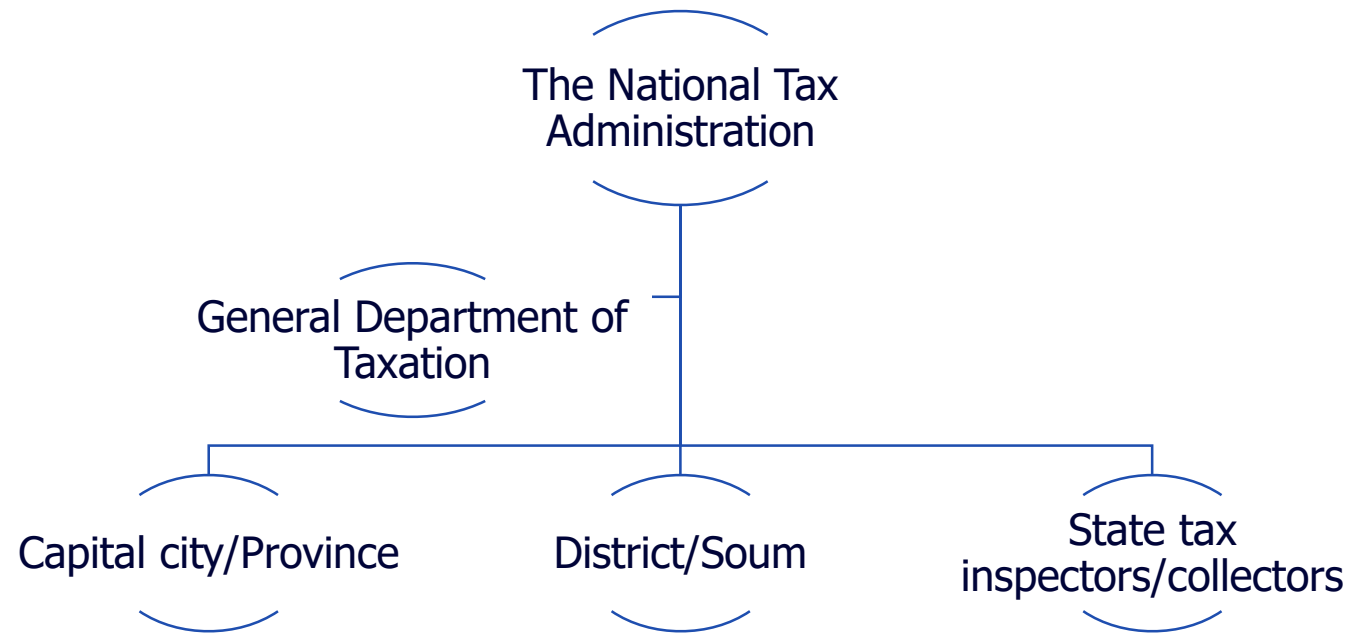 The National Tax
Administration
General Department of
Taxation
Capital city/Province
District/Soum
State tax
inspectors/collectors